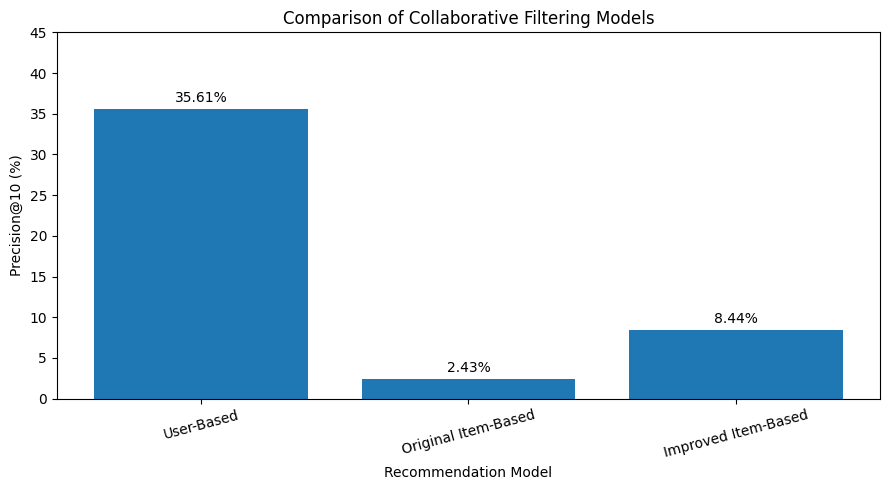 Comparison of Collaborative Filtering Models
Precision@10 (%)
45
40
35
30
25
20
15
10
5
0
35.61%
2.43%
8.44%
User-Based
Original Item-Based
Improved Item-Based
Recommendation Model